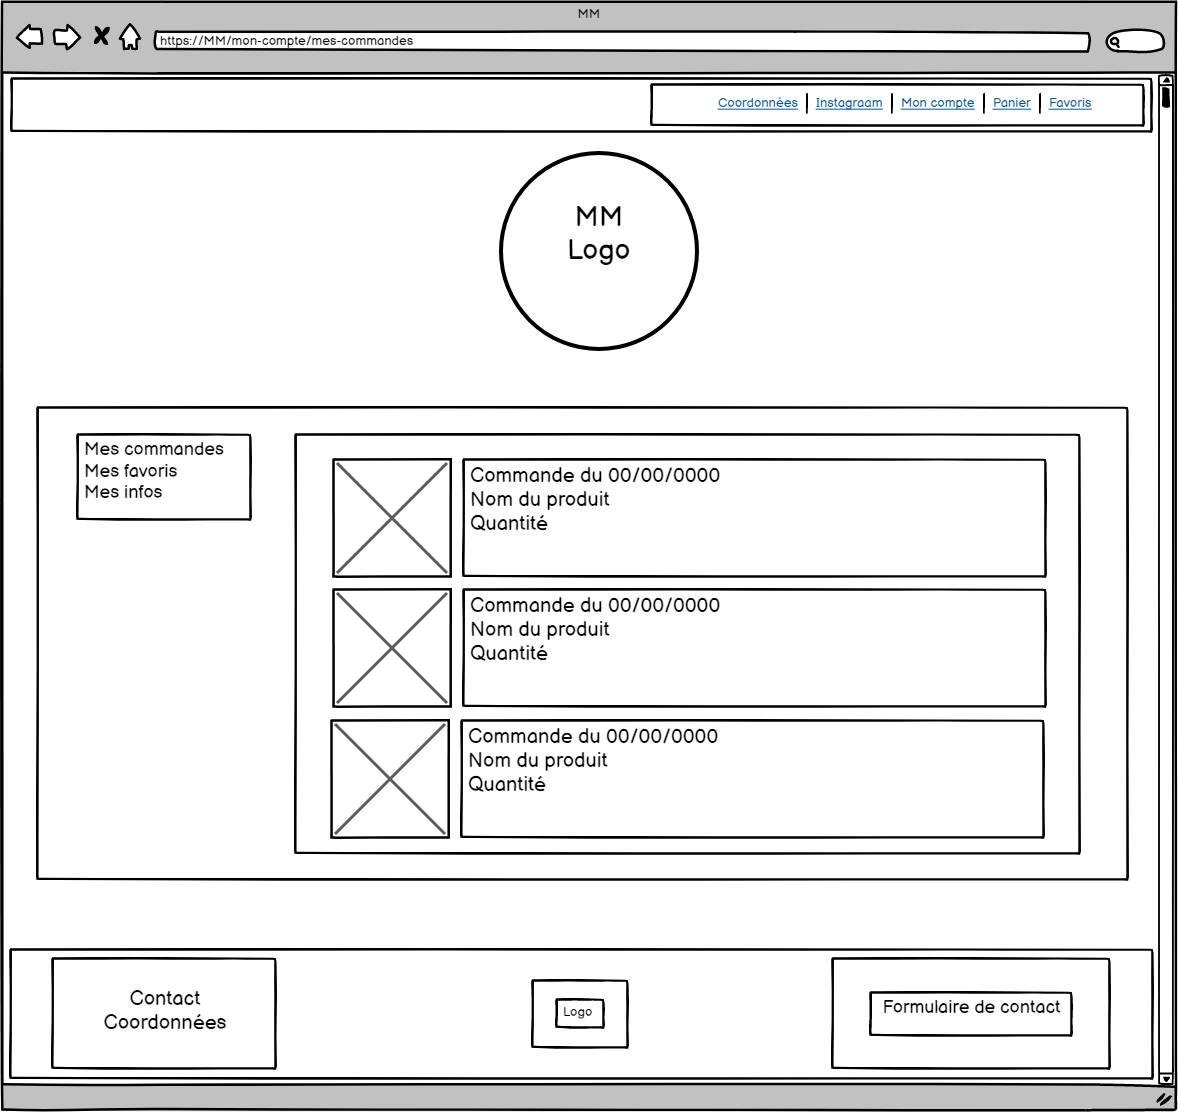 MM
https://MM/mon-compte/mes-commandes
Coordonnées | Instagraam | Mon compte | Panier | Favoris
MM
Logo
Mes commandes
Mes favoris
Mes infos
Commande du 00/00/0000
Nom du produit
Quantité
Commande du 00/00/0000
Nom du produit
Quantité
Commande du 00/00/0000
Nom du produit
Quantité
Contact
Coordonnées
Logo
Formulaire de contact